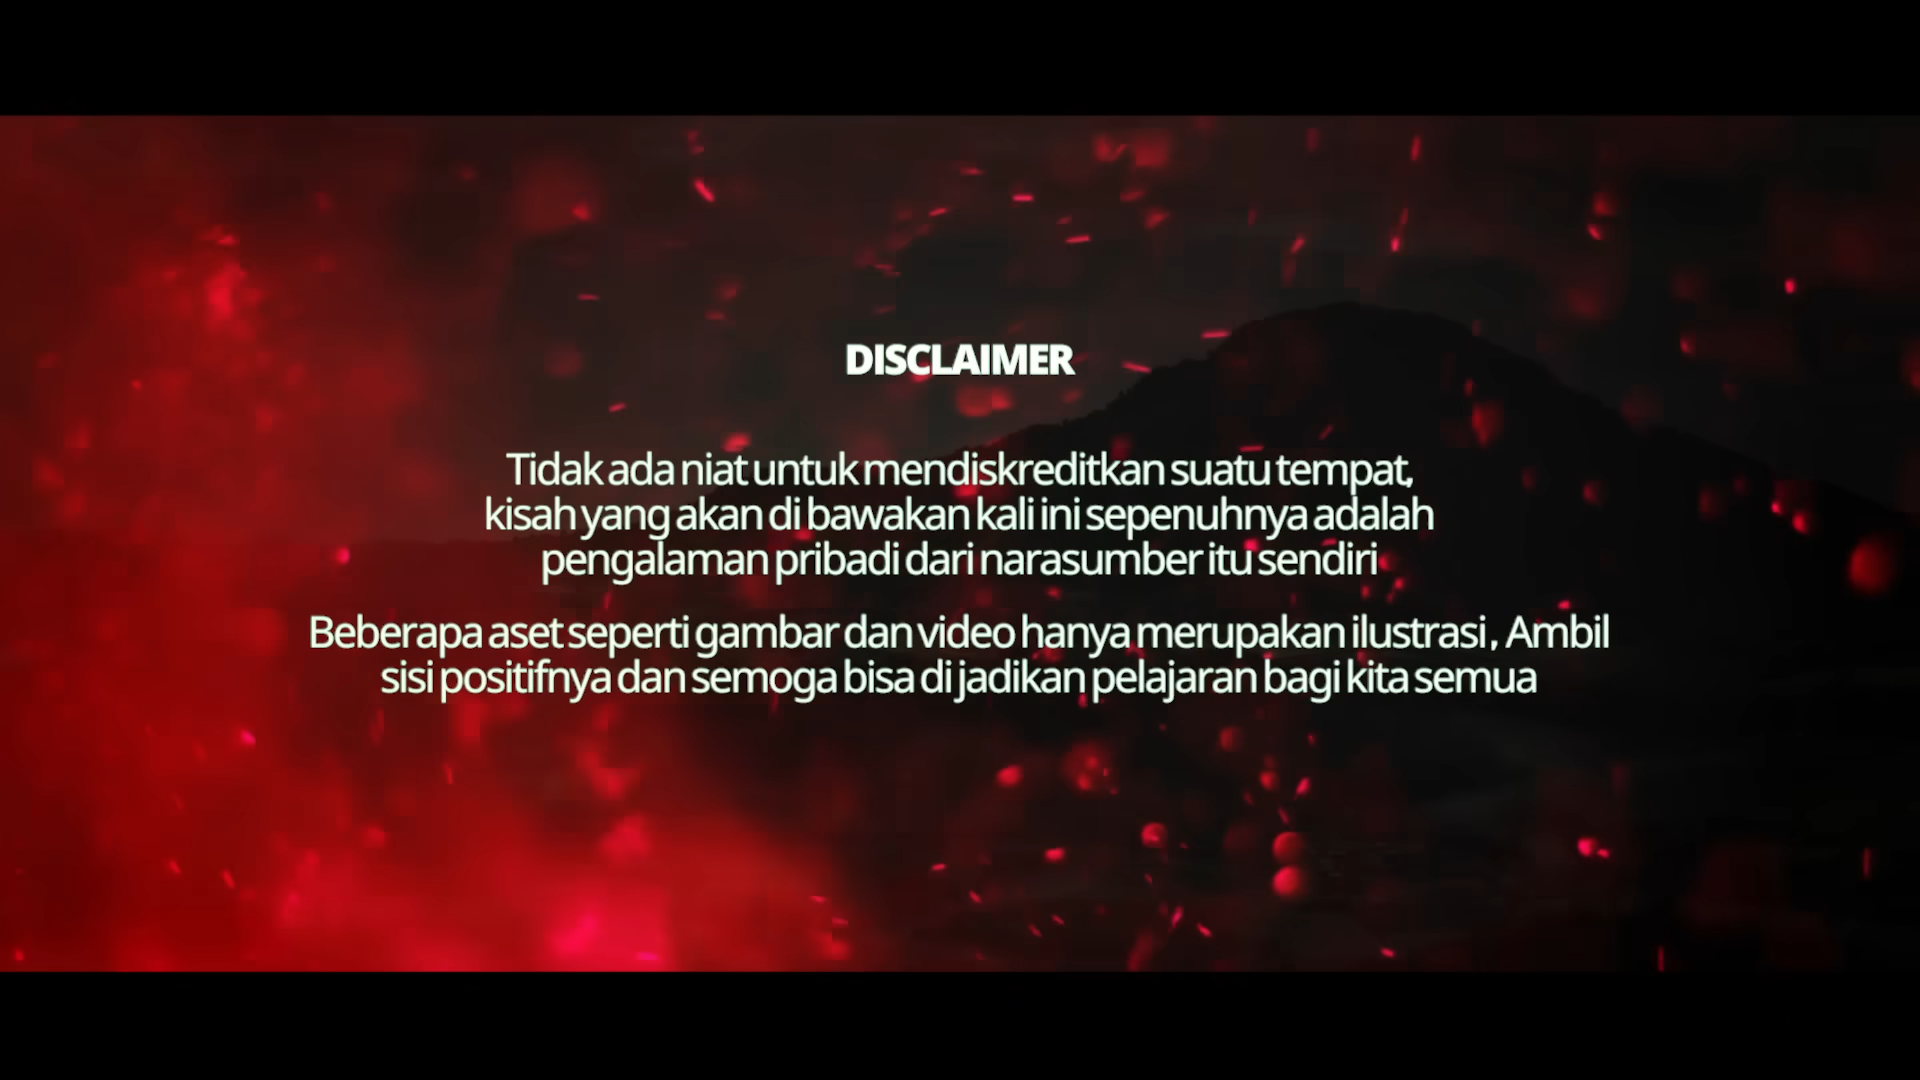 DISCLAIMER
Tidak ada niat untuk mendiskreditkan suatu tempat,
kisah yang akan di bawakan kali ini sepenuhnya adalah
pengalaman pribadi dari narasumber itu sendiri
Beberapa aset seperti gambar dan video hanya merupakan ilustrasi, Ambil
sisi positifnya dan semoga bisa di jadikan pelajaran bagi kita semua